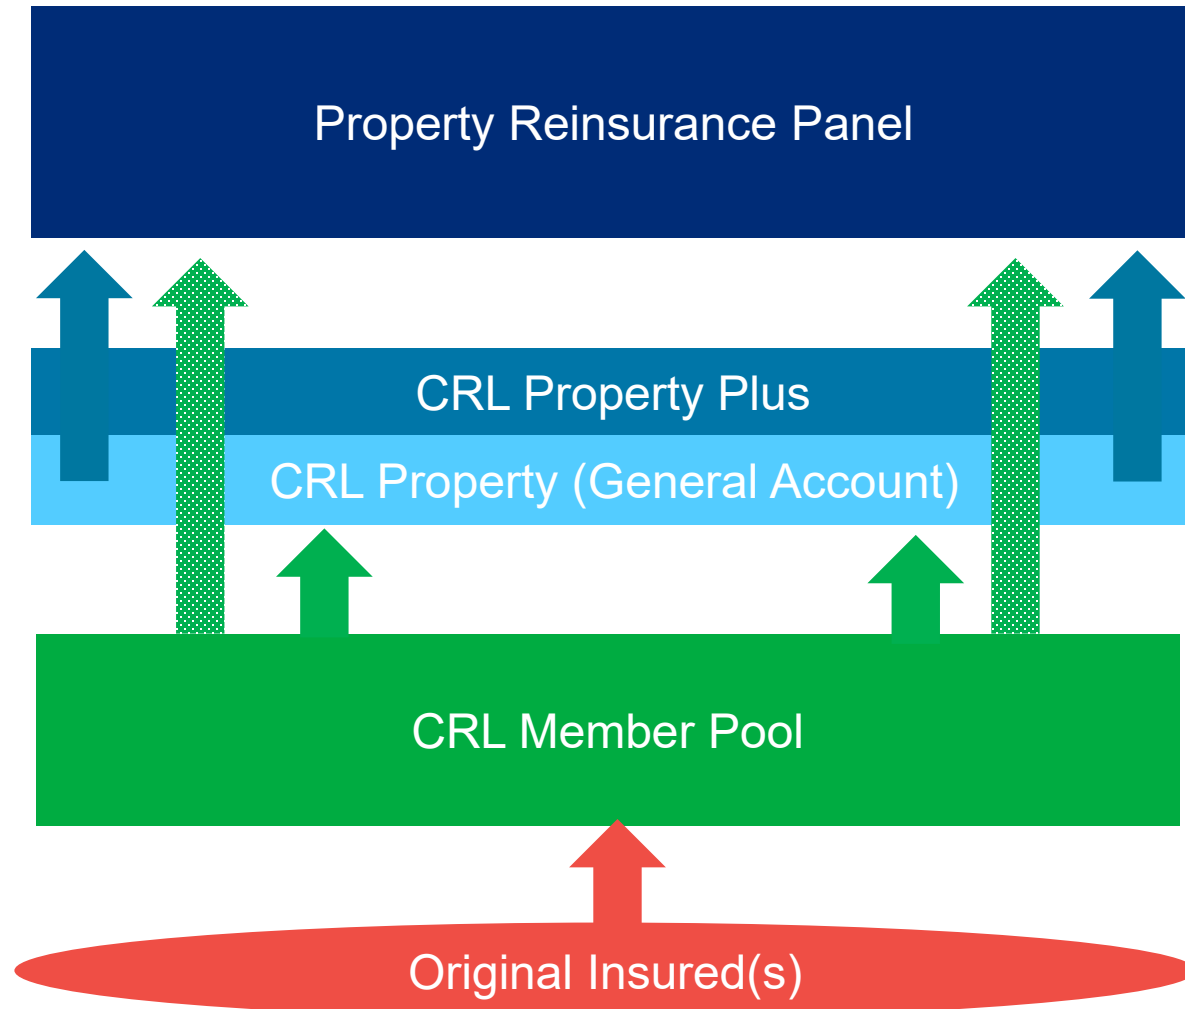 Property Reinsurance Panel
CRL Property Plus
CRL Property (General Account)
CRL Member Pool
Original Insured(s)